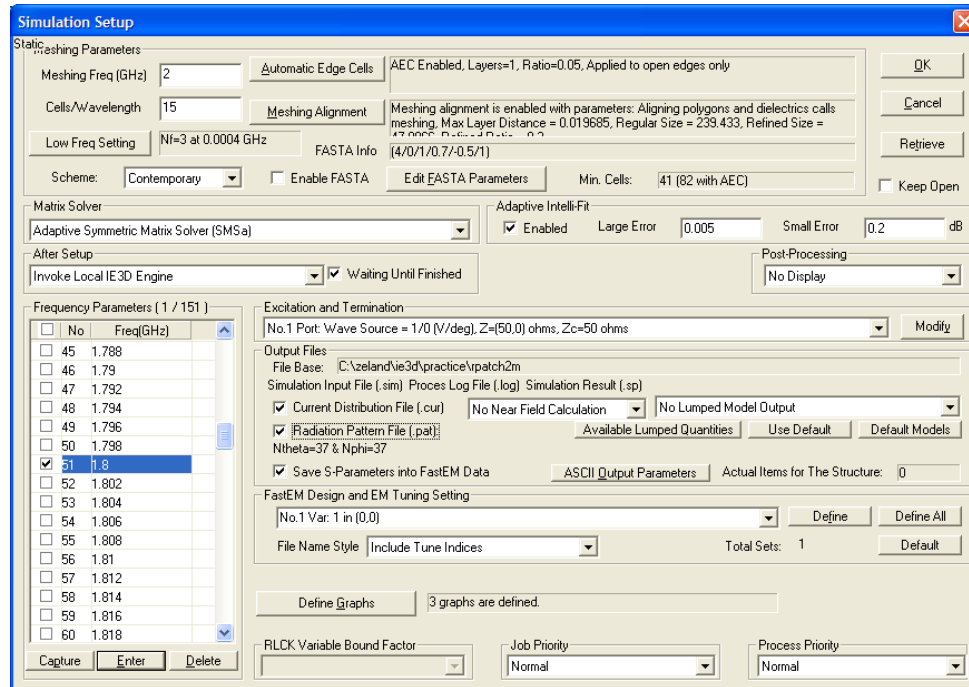 Simulation Setup
Static
Meshing Parameters
Meshing Freq (GHz) 2 Automatic Edge Cells AEC Enabled, Layers=1, Ratio=0.05, Applied to open edges only OK
Cells/Wavelength 15 Meshing Alignment Meshing alignment is enabled with parameters: Aligning polygons and dielectrics calls
meshing, Max Layer Distance = 0.019685, Regular Size = 239.433, Refined Size =
Cancel
Low Freq Setting Nf=3 at 0.0004 GHz FASTA Info (4/0/1/0.7/-0.5/1) Retrieve
Scheme: Contemporary Enable FASTA Edit FASTA Parameters Min. Cells: 41 (82 with AEC) Keep Open
Matrix Solver Adaptive Intelli-Fit
Adaptive Symmetric Matrix Solver (SMSa) Enabled Large Error 0.005 Small Error 0.2 dB
After Setup Post-Processing
Invoke Local IE3D Engine Waiting Until Finished No Display
Frequency Parameters ( 1 / 151 )
No Freq(GHz)
45 1.788
46 1.79
47 1.792
48 1.794
49 1.796
50 1.798
51 1.8
52 1.802
53 1.804
54 1.806
55 1.808
56 1.81
57 1.812
58 1.814
59 1.816
60 1.818
Capture Enter Delete
Excitation and Termination
No.1 Port: Wave Source = 1/0 (V/deg), Z=(50,0) ohms, Zc=50 ohms Modify
Output Files
File Base: C:\zeland\ie3d\practice\rpatch2m
Simulation Input File (.sim) Proces Log File (.log) Simulation Result (.sp)
Current Distribution File (.cur) No Near Field Calculation No Lumped Model Output
Radiation Pattern File (.pat) Available Lumped Quantities Use Default Default Models
Ntheta=37 & Nphi=37
Save S-Parameters into FastEM Data ASCII Output Parameters Actual Items for The Structure: 0
FastEM Design and EM Tuning Setting
No.1 Var: 1 in (0,0) Define Define All
File Name Style Include Tune Indices Total Sets: 1 Default
Define Graphs 3 graphs are defined.
RLCK Variable Bound Factor Job Priority Process Priority
Normal Normal